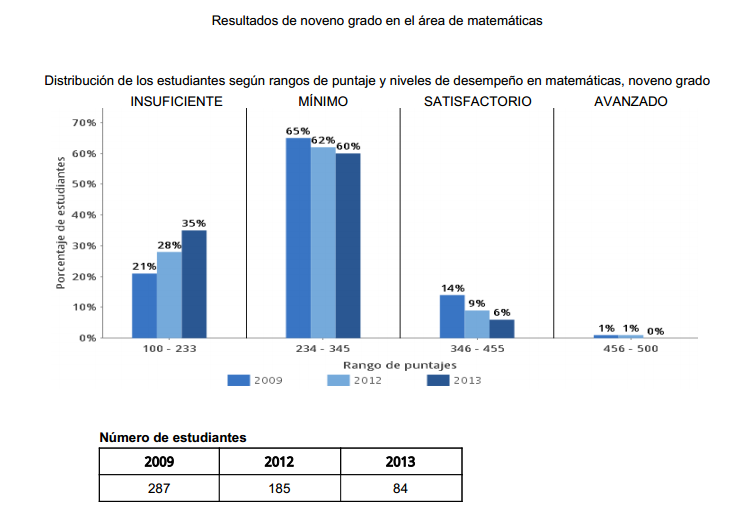 Resultados de noveno grado en el área de matemáticas
Distribución de los estudiantes según rangos de puntaje y niveles de desempeño en matemáticas, noveno grado
INSUFICIENTE MÍNIMO SATISFACTORIO AVANZADO
Porcentaje de estudiantes
70%
60%
50%
40%
30%
20%
10%
0%
21% 28% 35%
65% 62% 60%
14% 9% 6%
1% 1% 0%
100 - 233 234 - 345 346 - 455 456 - 500
Rango de puntajes
2009 2012 2013
Número de estudiantes
2009 2012 2013
287 185 84